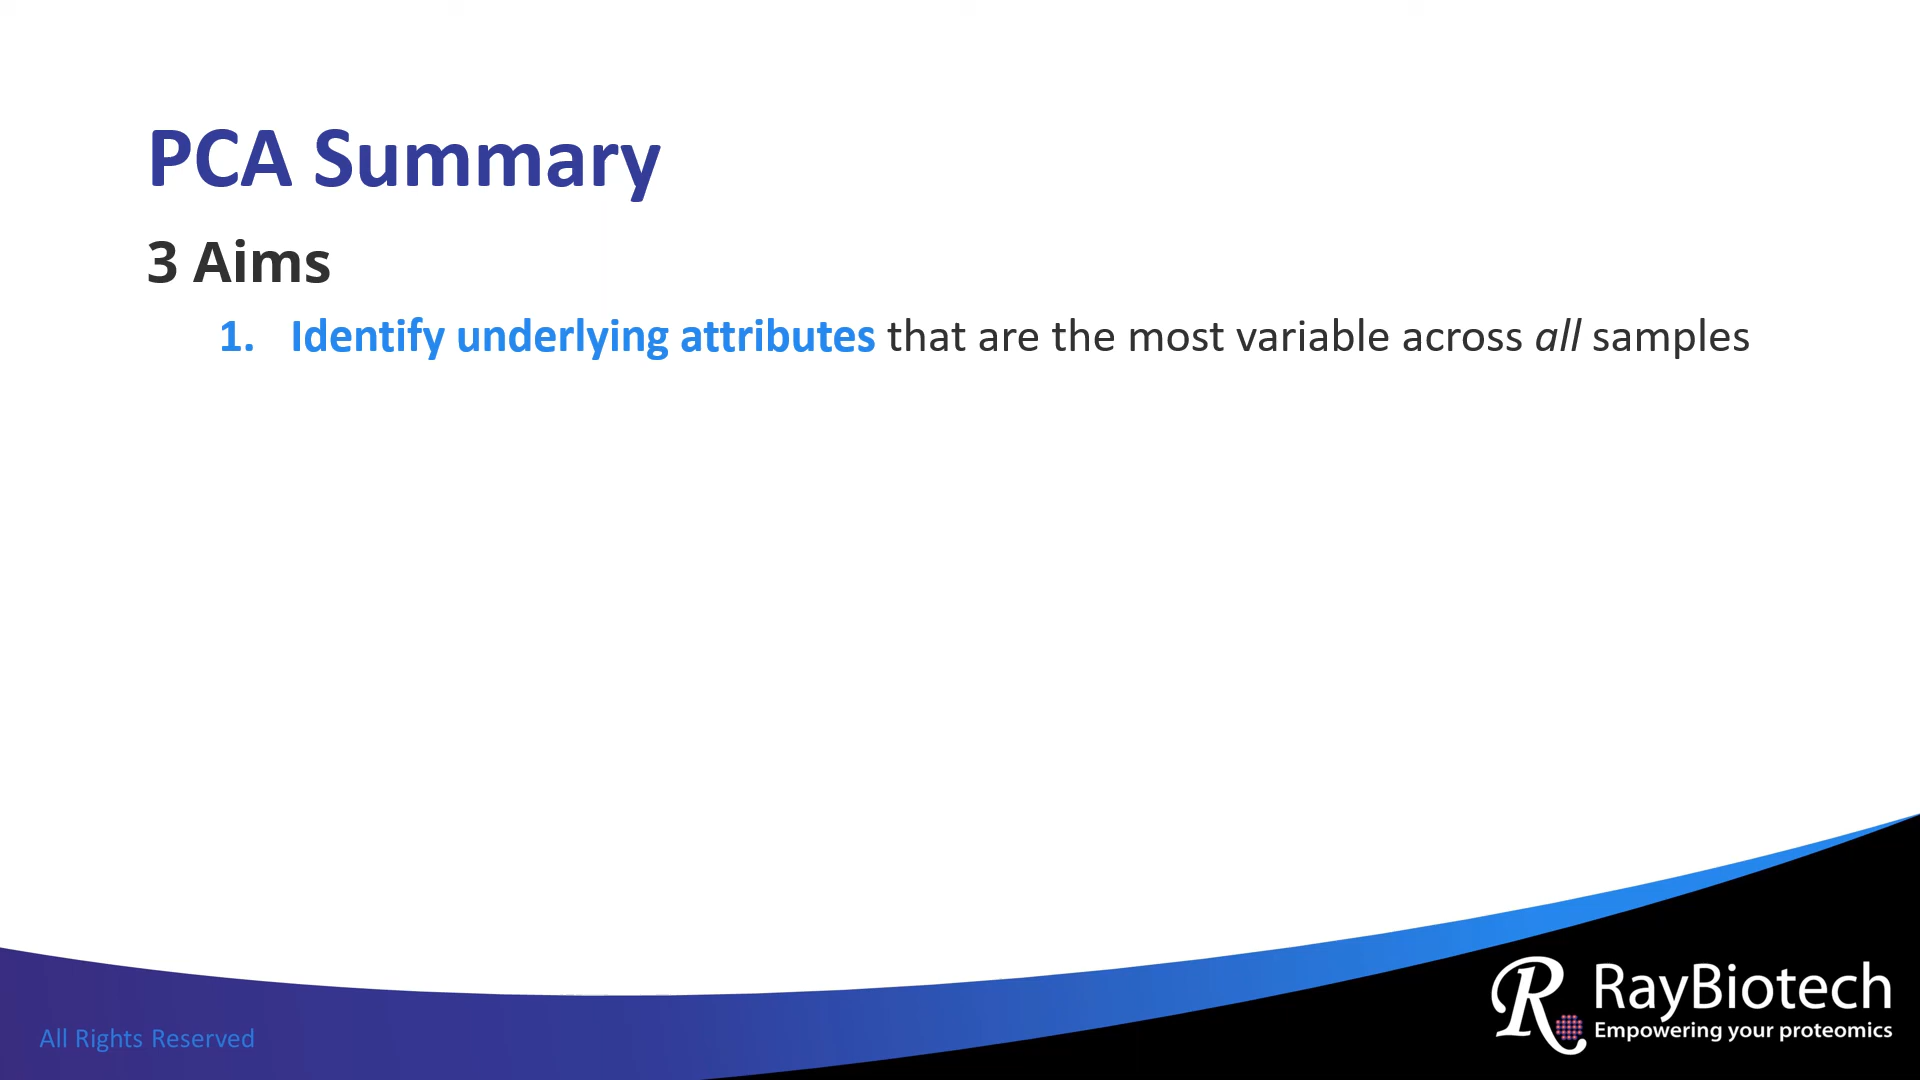 PCA Summary
3 Aims
1. Identify underlying attributes that are the most variable across all samples
All Rights Reserved
R RayBiotech
Empowering your proteomics